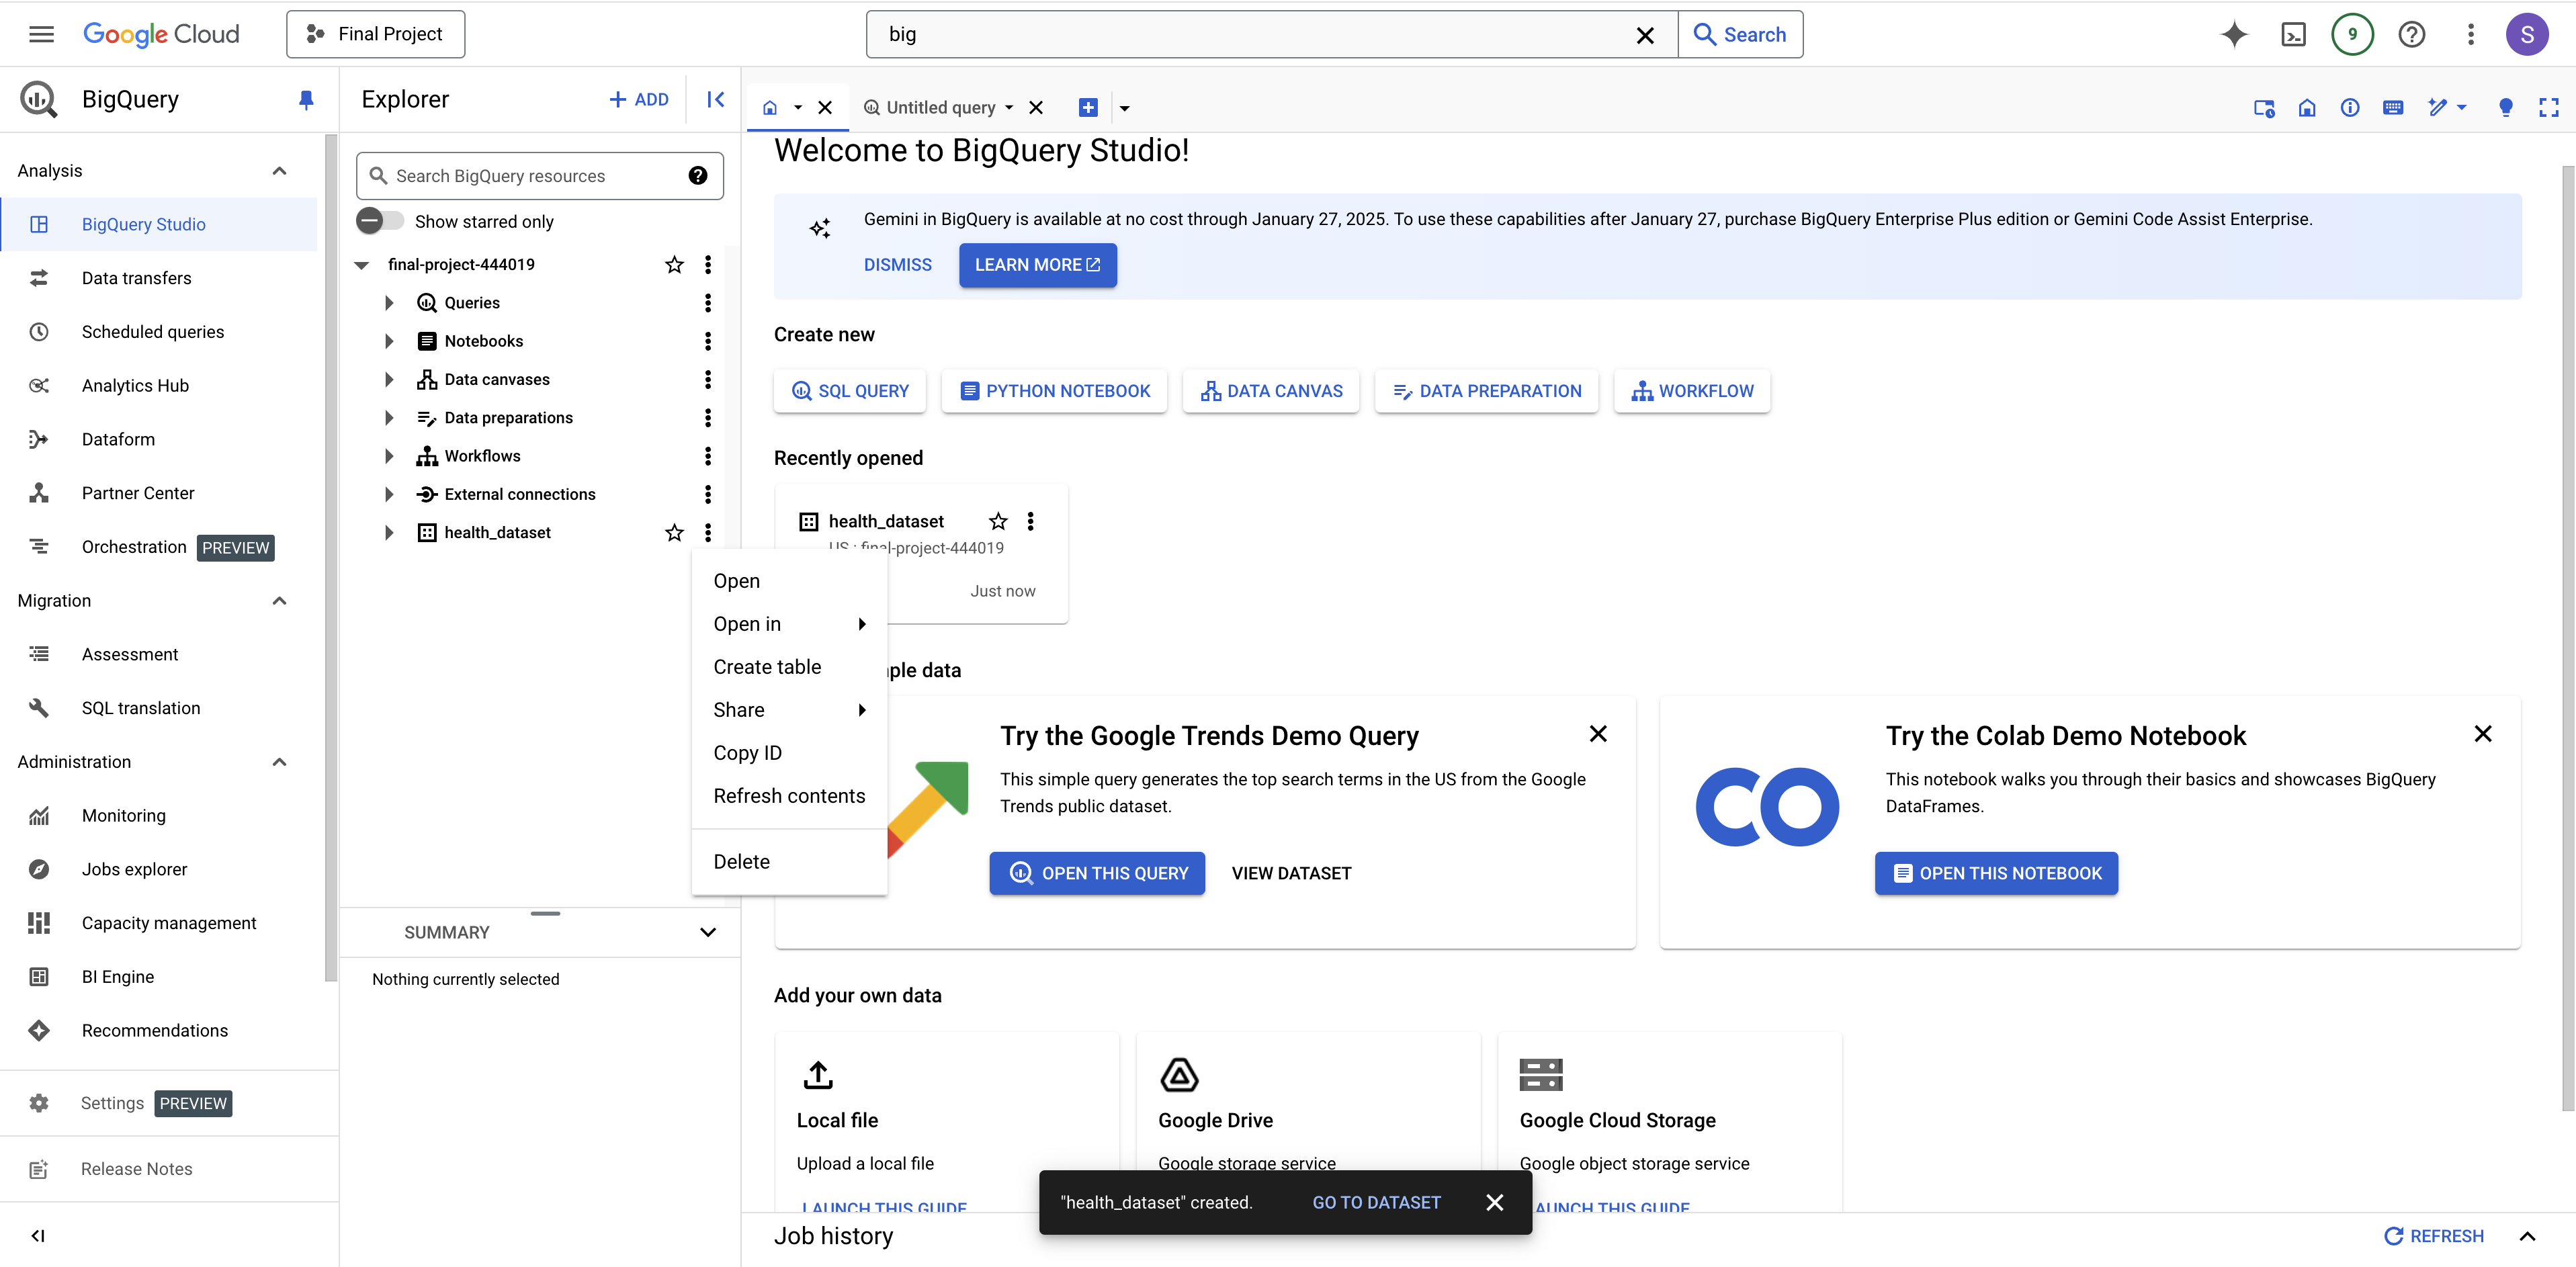 Google Cloud
Final Project
big
Search
9
S
BigQuery
Explorer
ADD
Untitled query
Analysis
BigQuery Studio
Data transfers
Scheduled queries
Analytics Hub
Dataform
Partner Center
Orchestration PREVIEW
Migration
Assessment
SQL translation
Administration
Monitoring
Jobs explorer
Capacity management
BI Engine
Recommendations
Settings PREVIEW
Release Notes
Search BigQuery resources
Show starred only
final-project-444019
Queries
Notebooks
Data canvases
Data preparations
Workflows
External connections
health_dataset
Open
Open in
Create table
Share
Copy ID
Refresh contents
Delete
SUMMARY
Nothing currently selected
Welcome to BigQuery Studio!
Gemini in BigQuery is available at no cost through January 27, 2025. To use these capabilities after January 27, purchase BigQuery Enterprise Plus edition or Gemini Code Assist Enterprise.
DISMISS
LEARN MORE
Create new
SQL QUERY
PYTHON NOTEBOOK
DATA CANVAS
DATA PREPARATION
WORKFLOW
Recently opened
health_dataset
US : final-project-444019
Just now
data
Try the Google Trends Demo Query
This simple query generates the top search terms in the US from the Google
Trends public dataset.
OPEN THIS QUERY
VIEW DATASET
Try the Colab Demo Notebook
This notebook walks you through their basics and showcases BigQuery
DataFrames.
OPEN THIS NOTEBOOK
Add your own data
Local file
Upload a local file
LAUNCH THIS GUIDE
Google Drive
Google storage service
Google Cloud Storage
Google object storage service
THIS GUIDE
"health_dataset" created.
GO TO DATASET
Job history
REFRESH